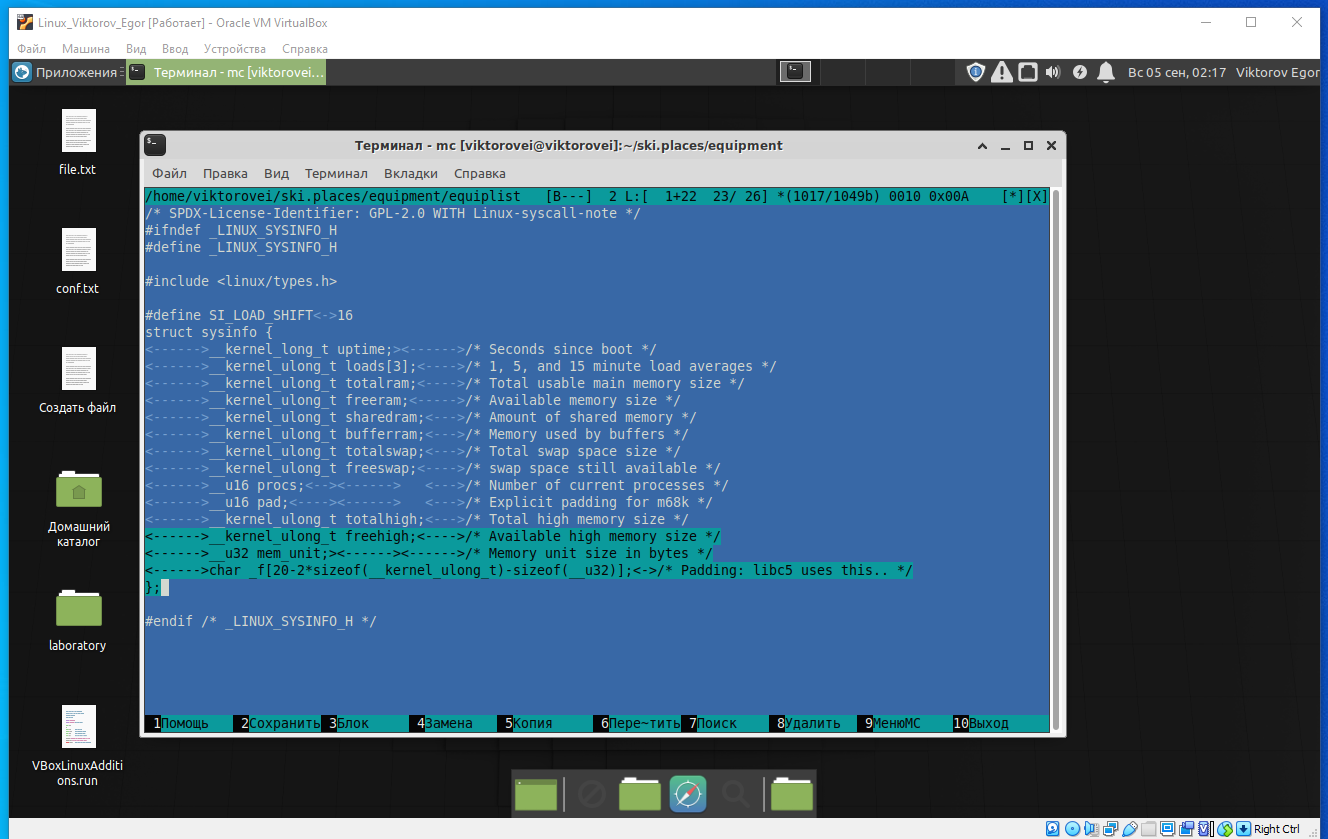 Linux_Viktorov_Egor [Работает] - Oracle VM VirtualBox
Файл Машина Вид Ввод Устройства Справка
Приложения Терминал - mc [viktorovei... Вс 05 сен, 02:17 Viktorov Egor
file.txt
conf.txt
Создать файл
Домашний
каталог
laboratory
VBoxLinuxAdditi
ons.run
Терминал - mc [viktorovei@viktorovei]:~/ski.places/equipment
Файл Правка Вид Терминал Вкладки Справка
/home/viktorovei/ski.places/equipment/equiplist [B---] 2 L:[ 1+22 23/ 26] *(1017/1049b) 0010 0x00A [*][X]
/* SPDX-License-Identifier: GPL-2.0 WITH Linux-syscall-note */
#ifndef _LINUX_SYSINFO_H
#define _LINUX_SYSINFO_H
#include <linux/types.h>
#define SI_LOAD_SHIFT<->16
struct sysinfo {
<------>__kernel_long_t uptime;><------>/* Seconds since boot */
<------>__kernel_ulong_t loads[3];<---->/* 1, 5, and 15 minute load averages */
<------>__kernel_ulong_t totalram;<---->/* Total usable main memory size */
<------>__kernel_ulong_t freeram;<----->/* Available memory size */
<------>__kernel_ulong_t sharedram;<--->/* Amount of shared memory */
<------>__kernel_ulong_t bufferram;<--->/* Memory used by buffers */
<------>__kernel_ulong_t totalswap;<--->/* Total swap space size */
<------>__kernel_ulong_t freeswap;<---->/* swap space still available */
<------>__u16 procs;<--><------>   <--->/* Number of current processes */
<------>__u16 pad;<----><------>   <--->/* Explicit padding for m68k */
<------>__kernel_ulong_t totalhigh;<--->/* Total high memory size */
<------>__kernel_ulong_t freehigh;<---->/* Available high memory size */
<------>__u32 mem_unit;><------><------>/* Memory unit size in bytes */
<------>char _f[20-2*sizeof(__kernel_ulong_t)-sizeof(__u32)];<->/* Padding: libc5 uses this.. */
};
#endif /* _LINUX_SYSINFO_H */
1Помощь 2Сохранить 3Блок 4Замена 5Копия 6Пере~тить 7Поиск 8Удалить 9МенюMC 10Выход
Right Ctrl